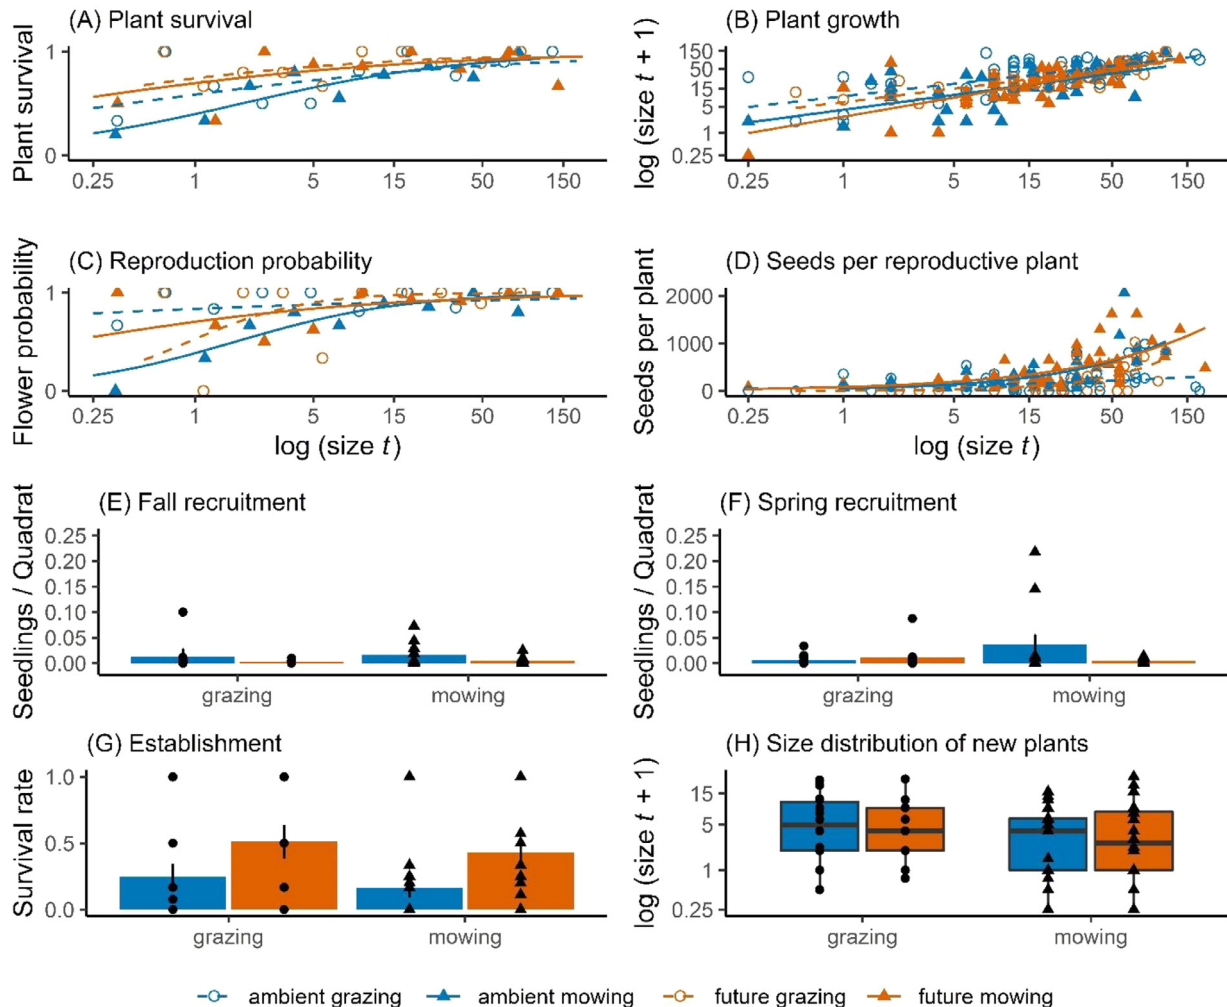 (A) Plant survival
Plant survival
1
0
0.25 1 5 15 50 150
(B) Plant growth
log (size t + 1)
150
50
15
5
1
0.25
0.25 1 5 15 50 150
(C) Reproduction probability
Flower probability
1
0
0.25 1 5 15 50 150
log (size t)
(D) Seeds per reproductive plant
Seeds per plant
2000
1000
0
0.25 1 5 15 50 150
log (size t)
(E) Fall recruitment
Seedlings / Quadrat
0.25
0.20
0.15
0.10
0.05
0.00
grazing mowing
(F) Spring recruitment
Seedlings / Quadrat
0.25
0.20
0.15
0.10
0.05
0.00
grazing mowing
(G) Establishment
Survival rate
1.0
0.5
0.0
grazing mowing
(H) Size distribution of new plants
log (size t + 1)
15
5
1
0.25
grazing mowing
ambient grazing ambient mowing future grazing future mowing